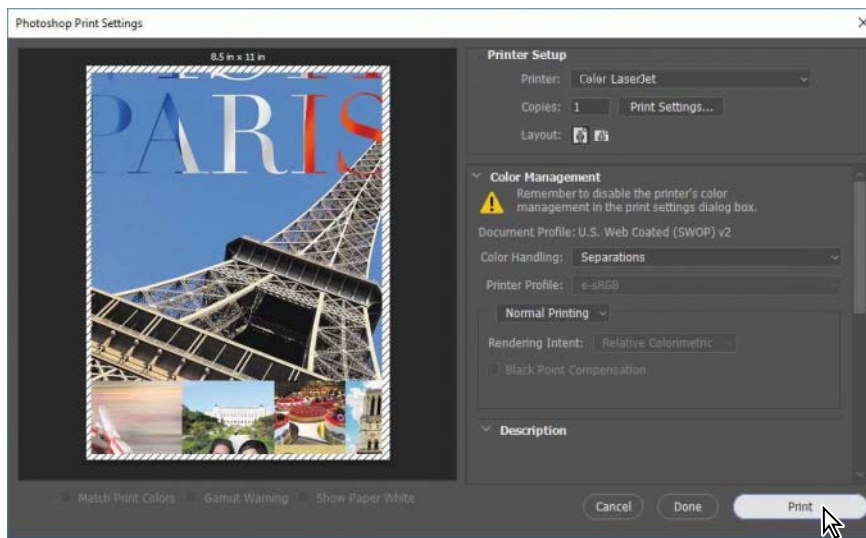 Photoshop Print Settings
8.5 in x 11 in
PARIS
Match Print Colors Gamut Warning Show Paper White
Printer Setup
Printer: Color LaserJet
Copies: 1 Print Settings...
Layout:
Color Management
Remember to disable the printer's color
management in the print settings dialog box.
Document Profile: U.S. Web Coated (SWOP) v2
Color Handling: Separations
Printer Profile: e-sRGB
Normal Printing
Rendering Intent: Relative Colorimetric
Black Point Compensation
Description
Cancel Done Print